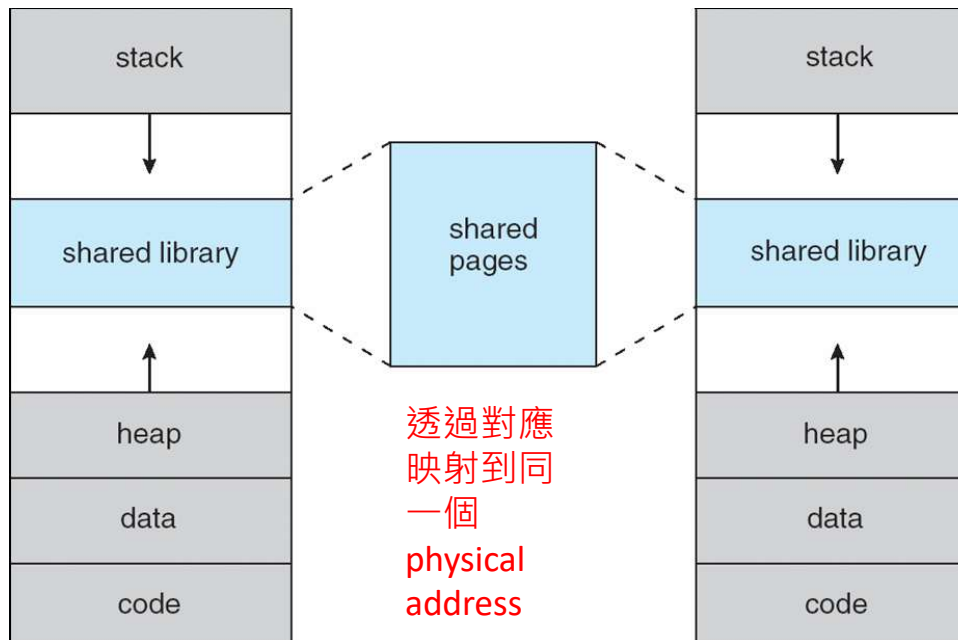 stack
shared library
heap
data
code
shared
pages
透過對應
映射到同
一個
physical
address
stack
shared library
heap
data
code